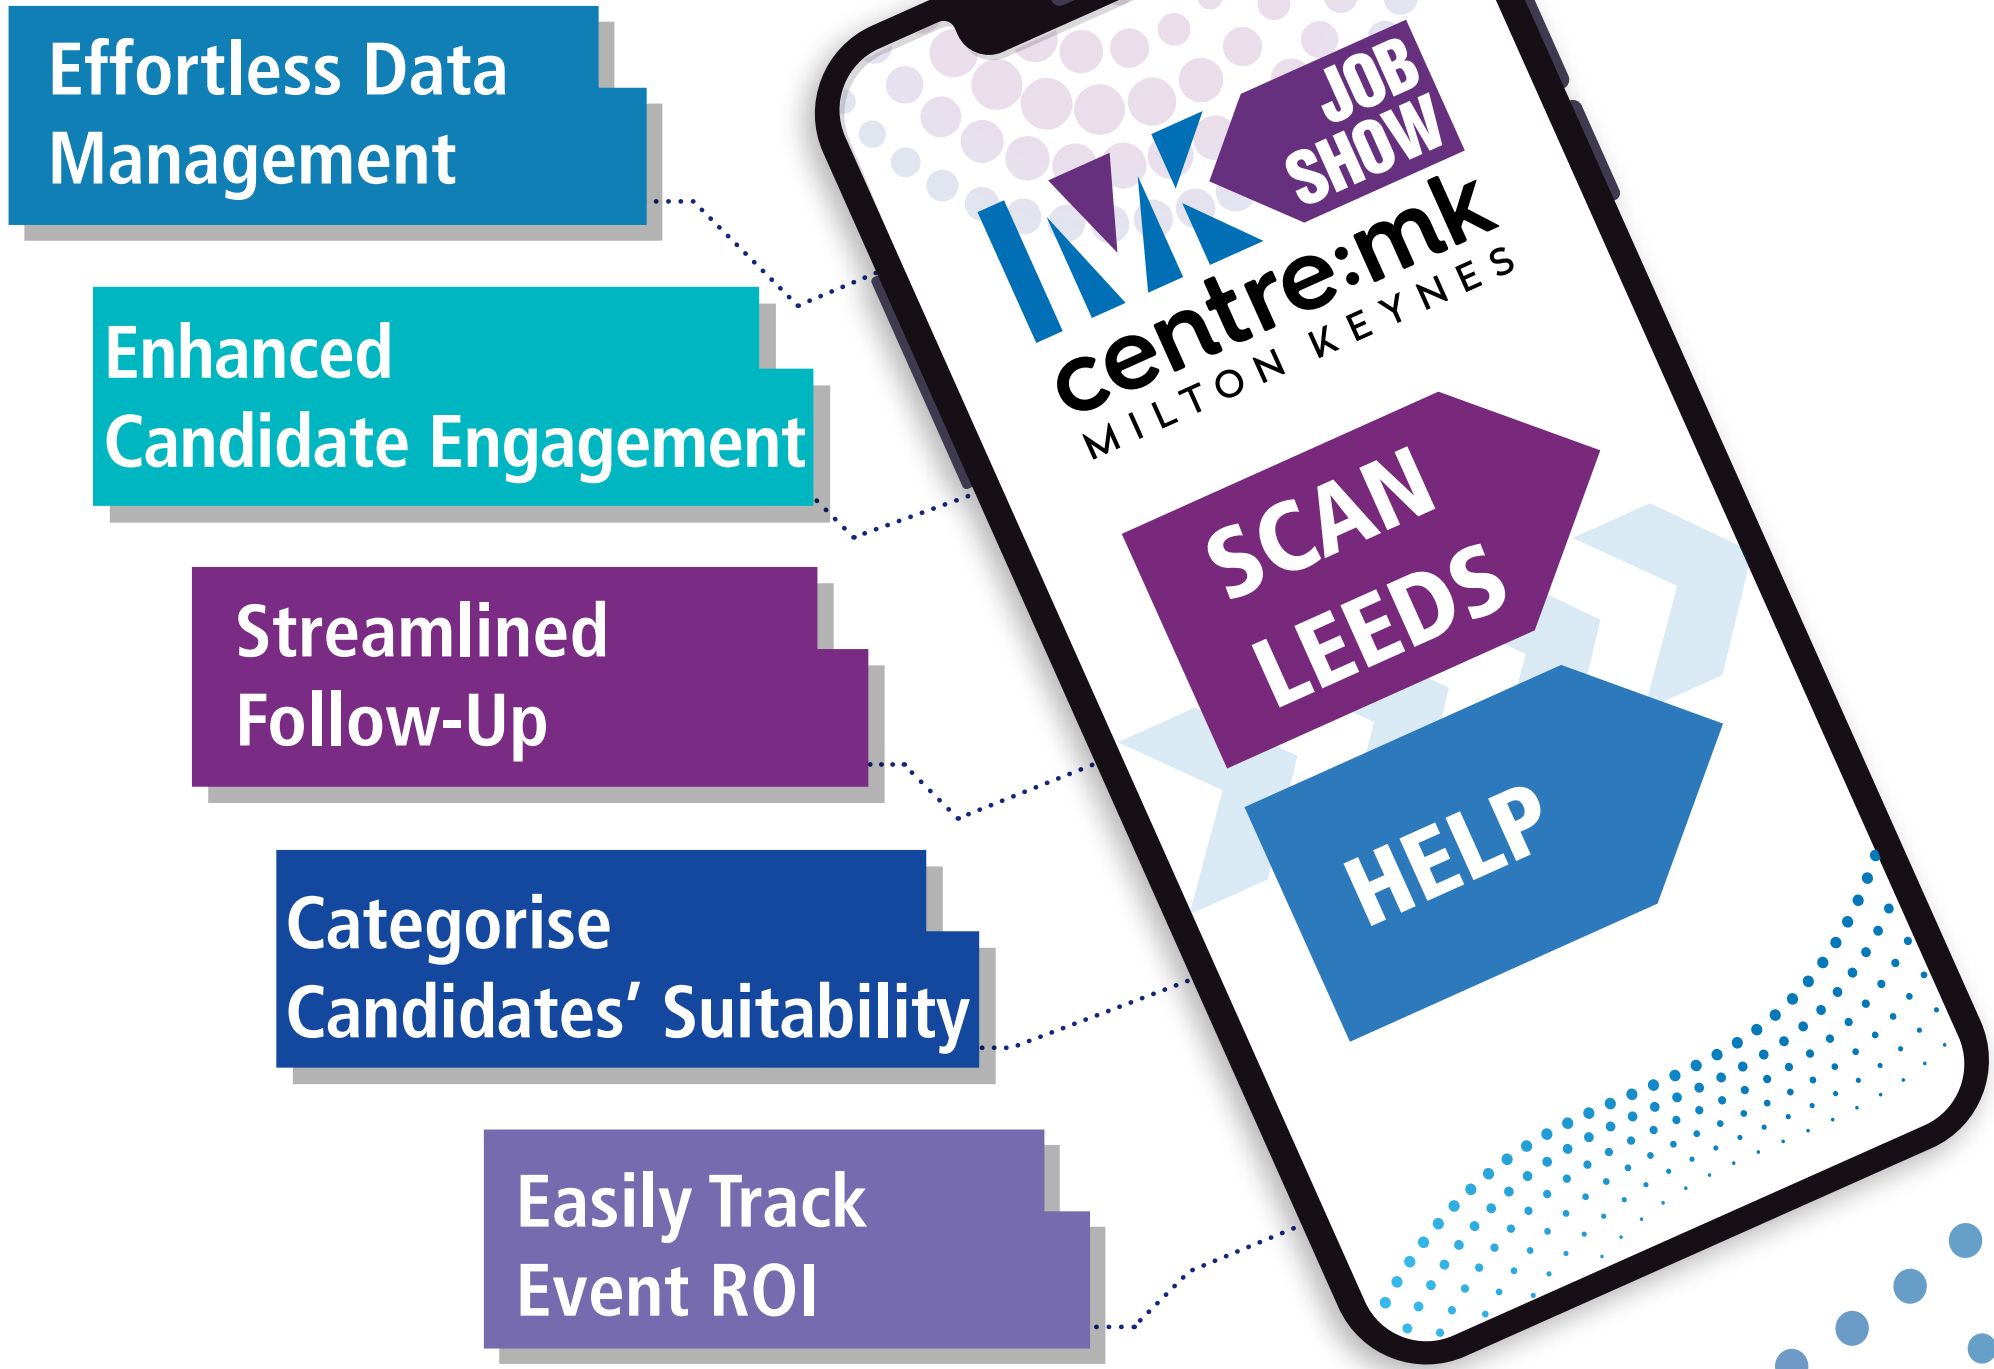 Effortless Data
Management
Enhanced
Candidate Engagement
Streamlined
Follow-Up
Categorise
Candidates’ Suitability
Easily Track
Event ROI
MK
JOB
SHOW
centre:mk
MILTON KEYNES
SCAN
LEEDS
HELP